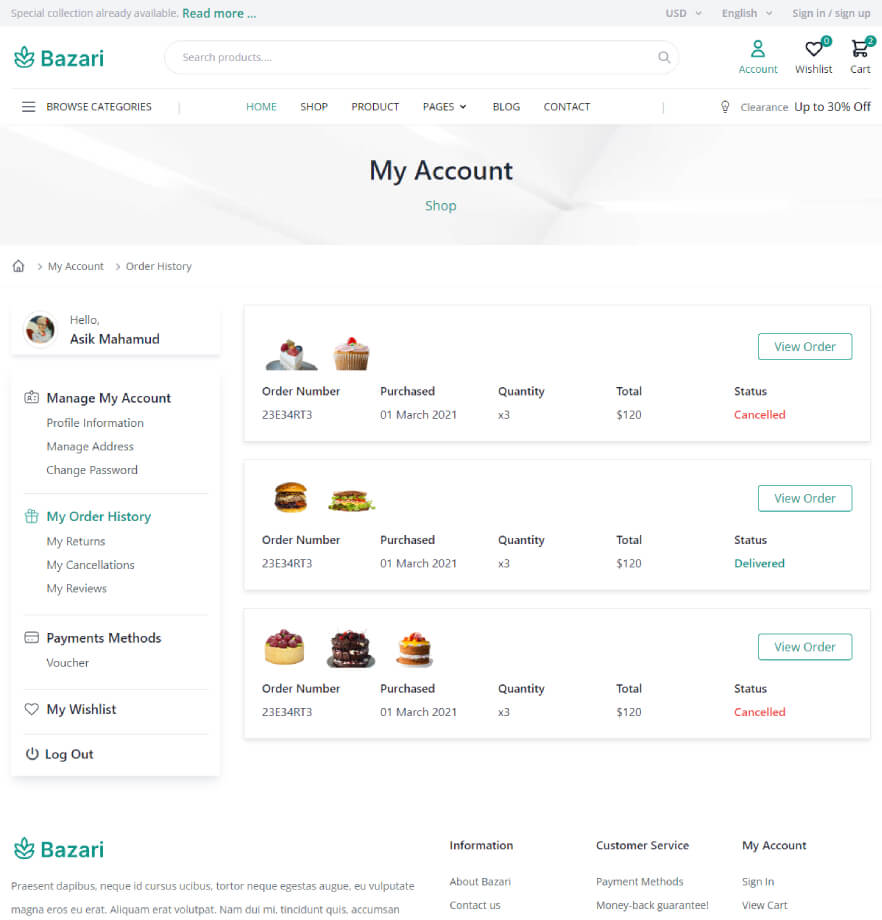 Special collection already available. Read more ...
USD English Sign in / sign up
Bazari
Search products....
Account
0
Wishlist
2
Cart
BROWSE CATEGORIES
HOME SHOP PRODUCT PAGES BLOG CONTACT
Clearance Up to 30% Off
My Account
Shop
My Account Order History
Hello,
Asik Mahamud
Manage My Account
Profile Information
Manage Address
Change Password
My Order History
My Returns
My Cancellations
My Reviews
Payments Methods
Voucher
My Wishlist
Log Out
View Order
Order Number Purchased Quantity Total Status
23E34RT3 01 March 2021 x3 $120 Cancelled
View Order
Order Number Purchased Quantity Total Status
23E34RT3 01 March 2021 x3 $120 Delivered
View Order
Order Number Purchased Quantity Total Status
23E34RT3 01 March 2021 x3 $120 Cancelled
Bazari
Praesent dapibus, neque id cursus ucibus, tortor neque egestas augue, eu vulputate
magna eros eu erat. Aliquam erat volutpat. Nam dui mi, tincidunt quis, accumsan
Information
About Bazari
Contact us
Customer Service
Payment Methods
Money-back guarantee!
My Account
Sign In
View Cart